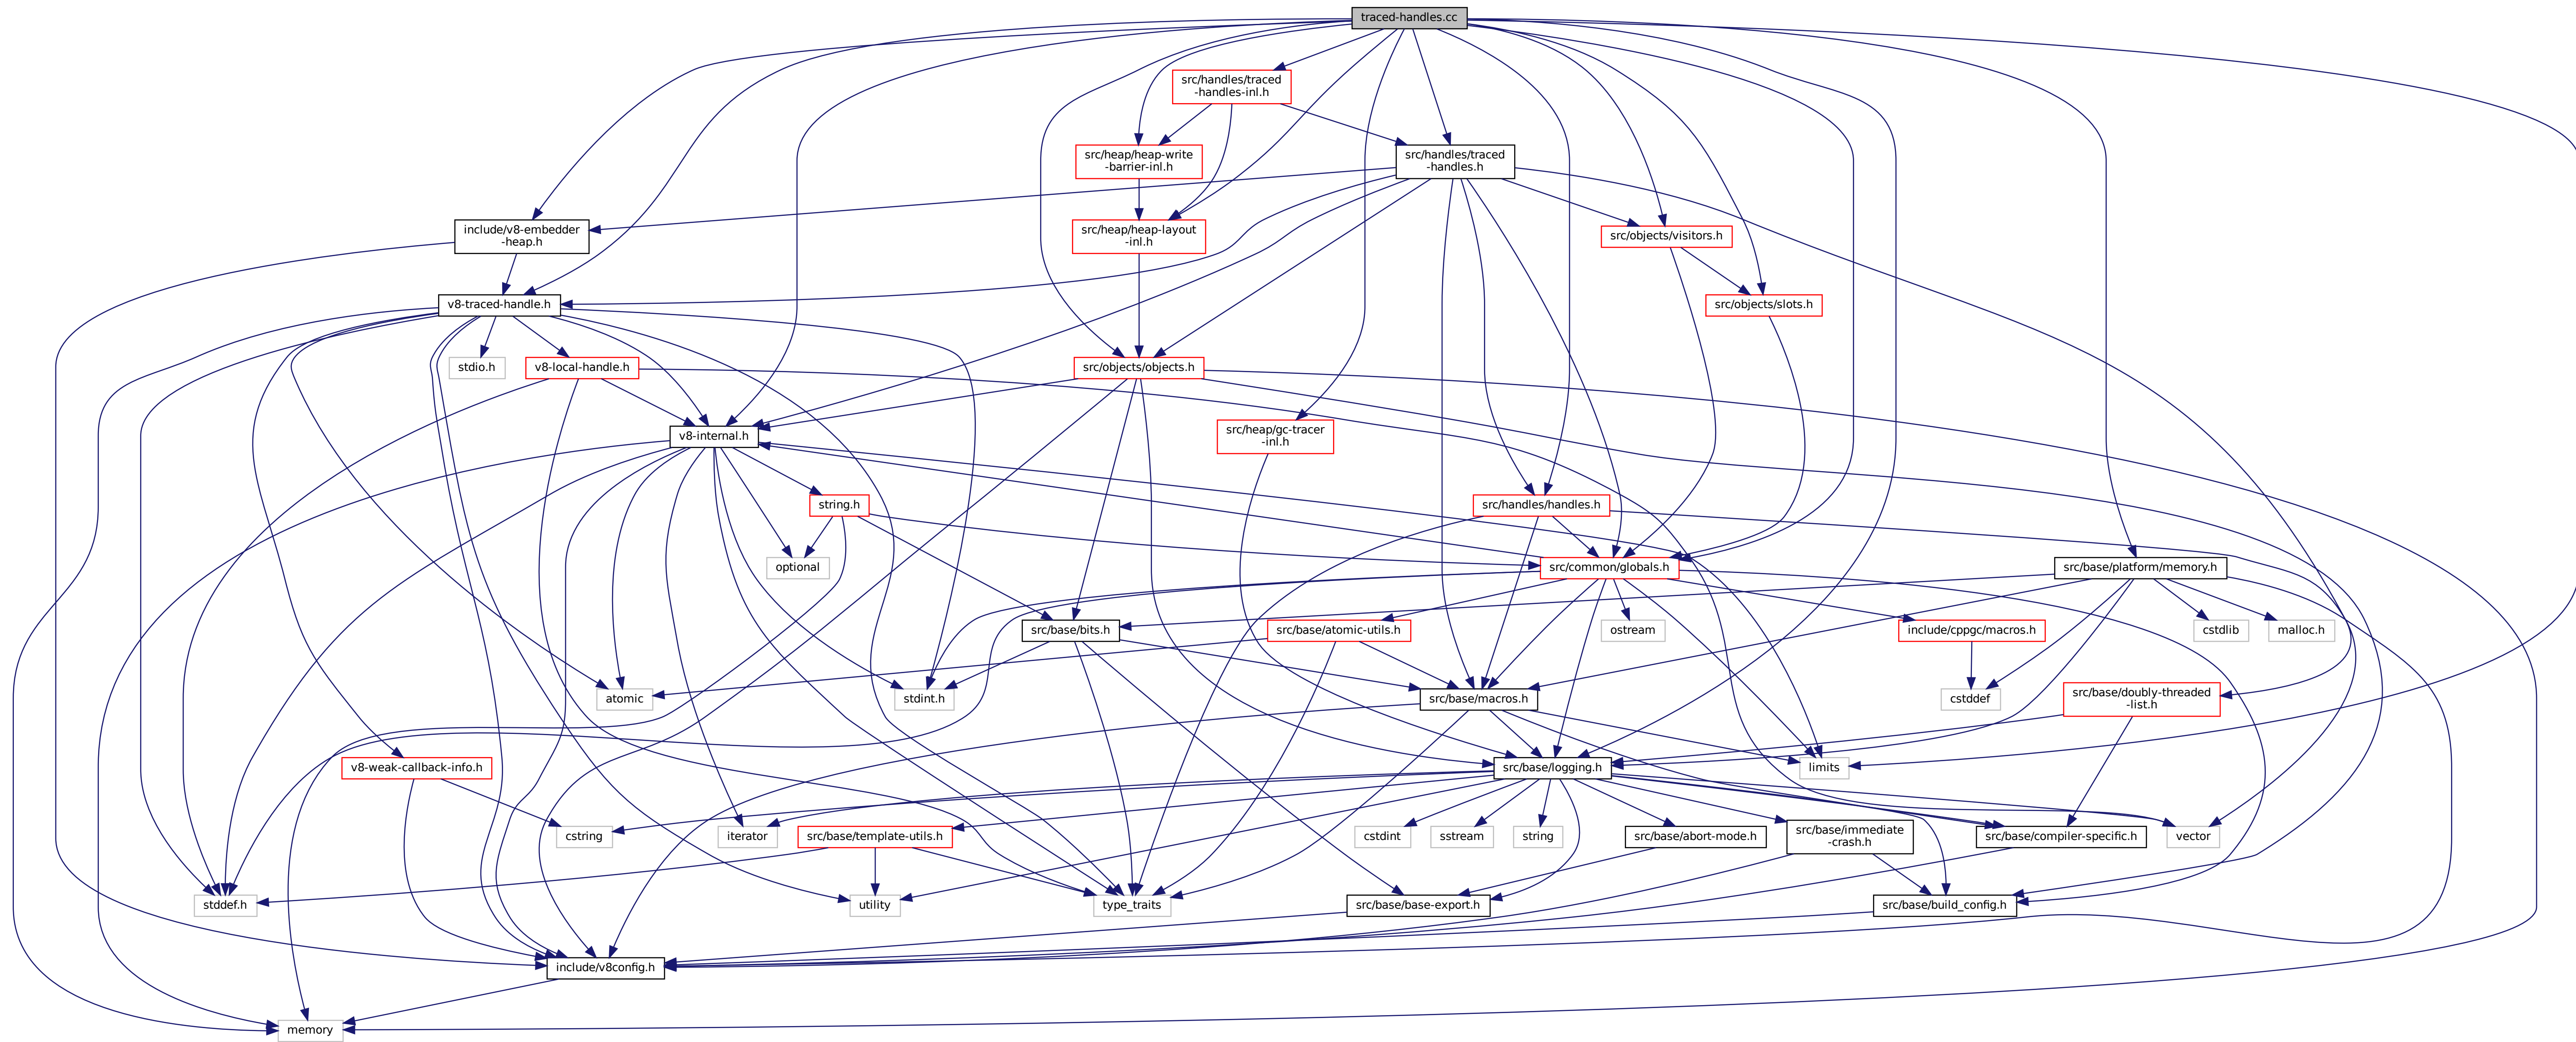 traced-handles.cc
src/handles/traced
-handles-inl.h
src/heap/heap-write
-barrier-inl.h
src/handles/traced
-handles.h
include/v8-embedder
-heap.h
src/heap/heap-layout
-inl.h
src/objects/visitors.h
v8-traced-handle.h
src/objects/slots.h
stdio.h
v8-local-handle.h
src/objects/objects.h
v8-internal.h
src/heap/gc-tracer
-inl.h
string.h
src/handles/handles.h
optional
src/common/globals.h
src/base/platform/memory.h
src/base/bits.h
src/base/atomic-utils.h
ostream
include/cppgc/macros.h
cstdlib
malloc.h
atomic
stdint.h
src/base/macros.h
cstddef
src/base/doubly-threaded
-list.h
v8-weak-callback-info.h
src/base/logging.h
limits
cstring
iterator
src/base/template-utils.h
cstdint
sstream
string
src/base/abort-mode.h
src/base/immediate
-crash.h
src/base/compiler-specific.h
vector
stddef.h
utility
type_traits
src/base/base-export.h
src/base/build_config.h
include/v8config.h
memory